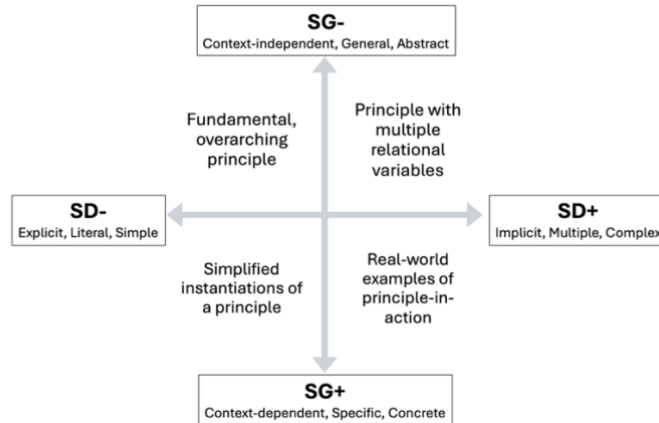 SG-
Context-independent, General, Abstract
Fundamental,
overarching
principle
Principle with
multiple
relational
variables
SD-
Explicit, Literal, Simple
SD+
Implicit, Multiple, Complex
Simplified
instantiations of
a principle
Real-world
examples of
principle-in-
action
SG+
Context-dependent, Specific, Concrete